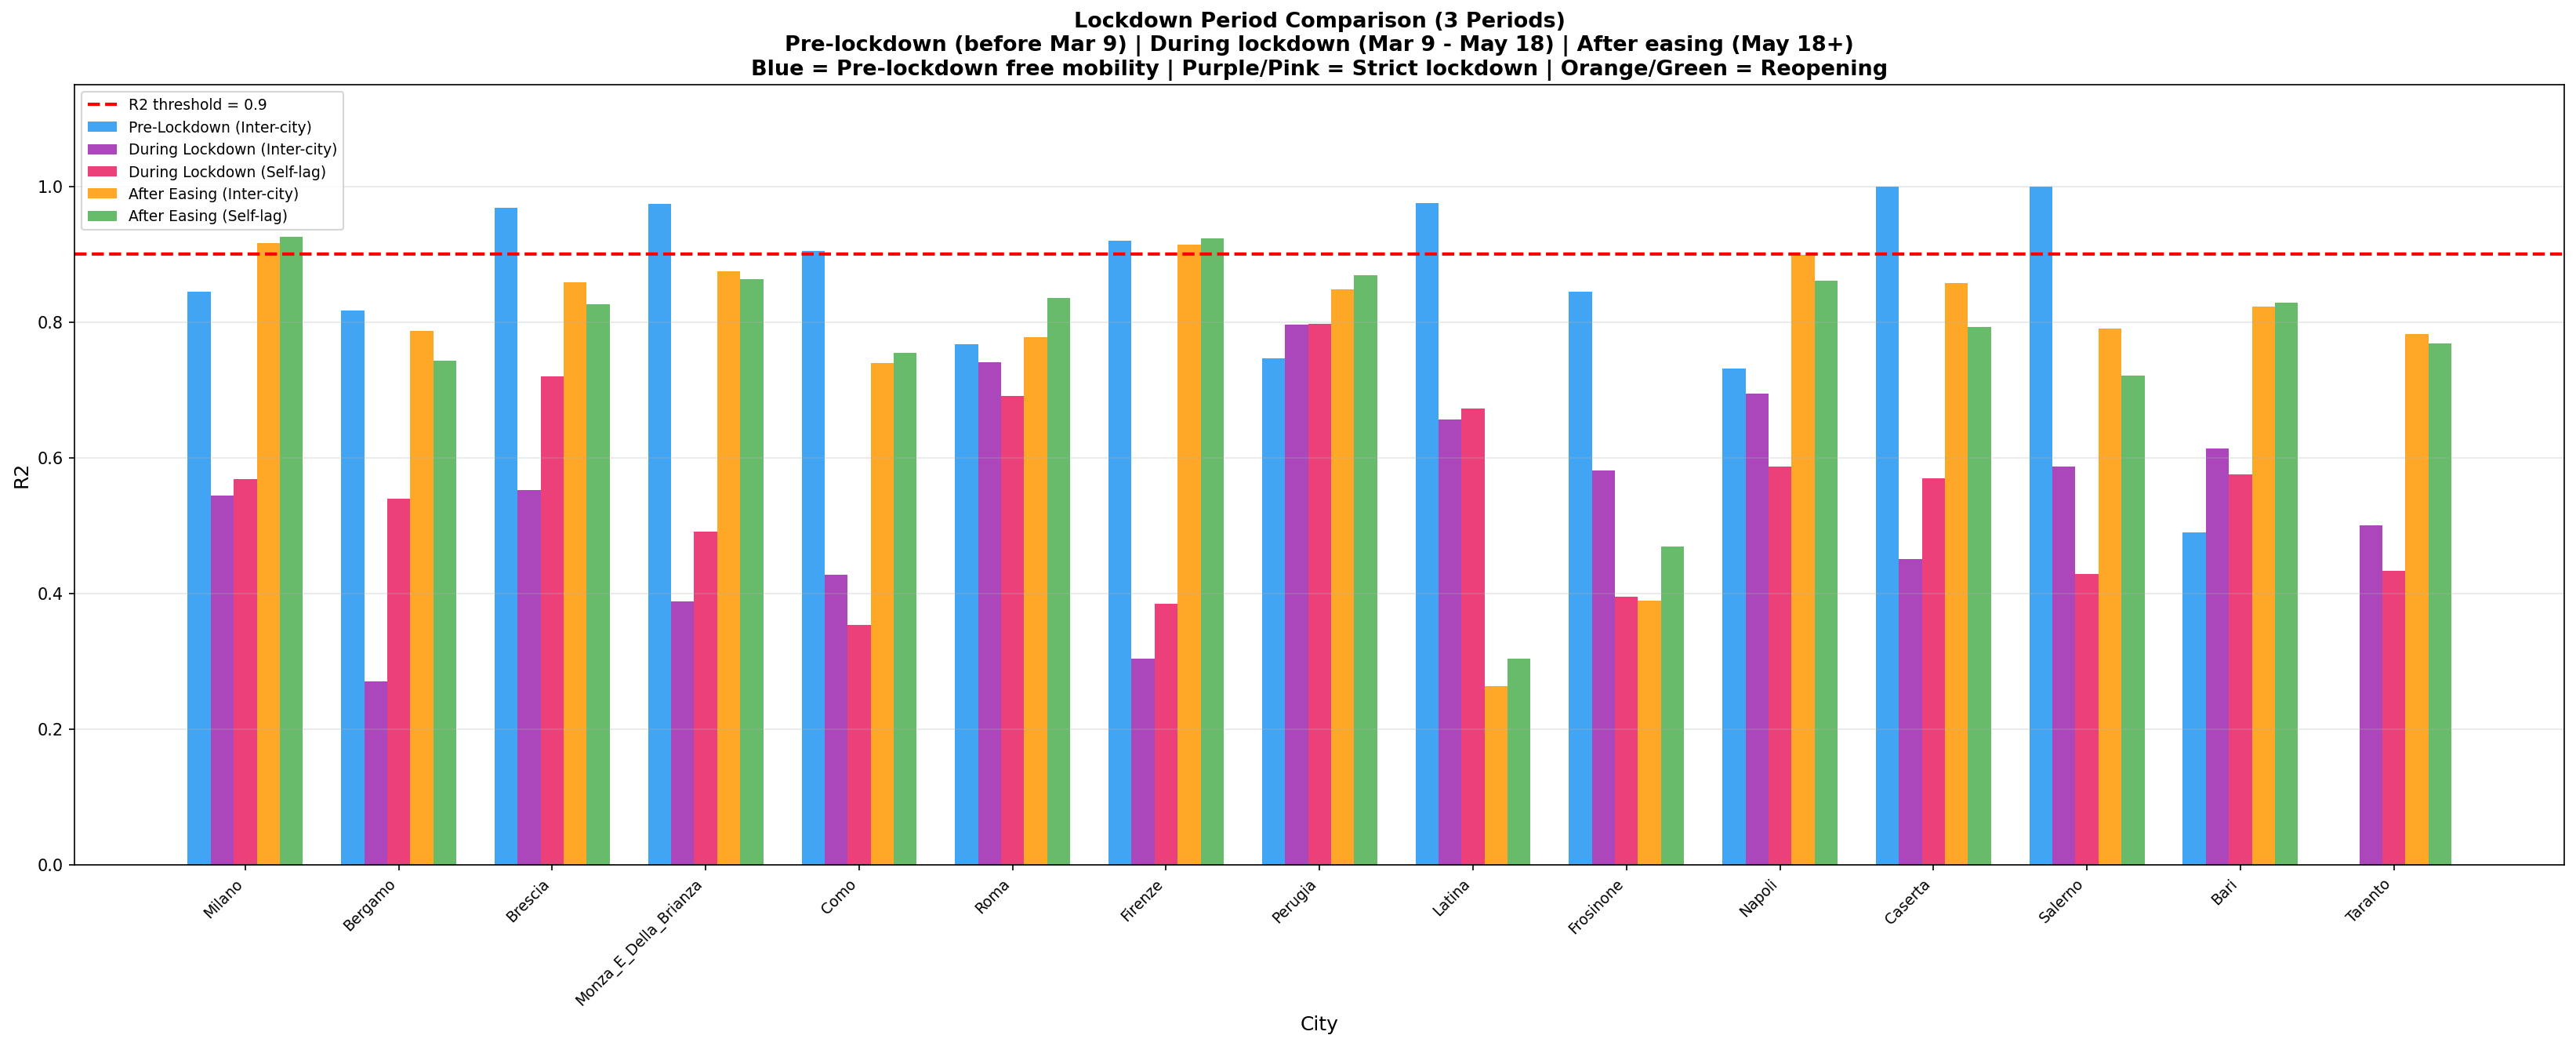 Lockdown Period Comparison (3 Periods)
Pre-lockdown (before Mar 9) | During lockdown (Mar 9 - May 18) | After easing (May 18+)
Blue = Pre-lockdown free mobility | Purple/Pink = Strict lockdown | Orange/Green = Reopening
R2 threshold = 0.9
Pre-Lockdown (Inter-city)
During Lockdown (Inter-city)
During Lockdown (Self-lag)
After Easing (Inter-city)
After Easing (Self-lag)
R2
1.0
0.8
0.6
0.4
0.2
0.0
Milano
Bergamo
Brescia
Monza_E_Della_Brianza
Como
Roma
Firenze
Perugia
Latina
Frosinone
Napoli
Caserta
Salerno
Bari
Taranto
City